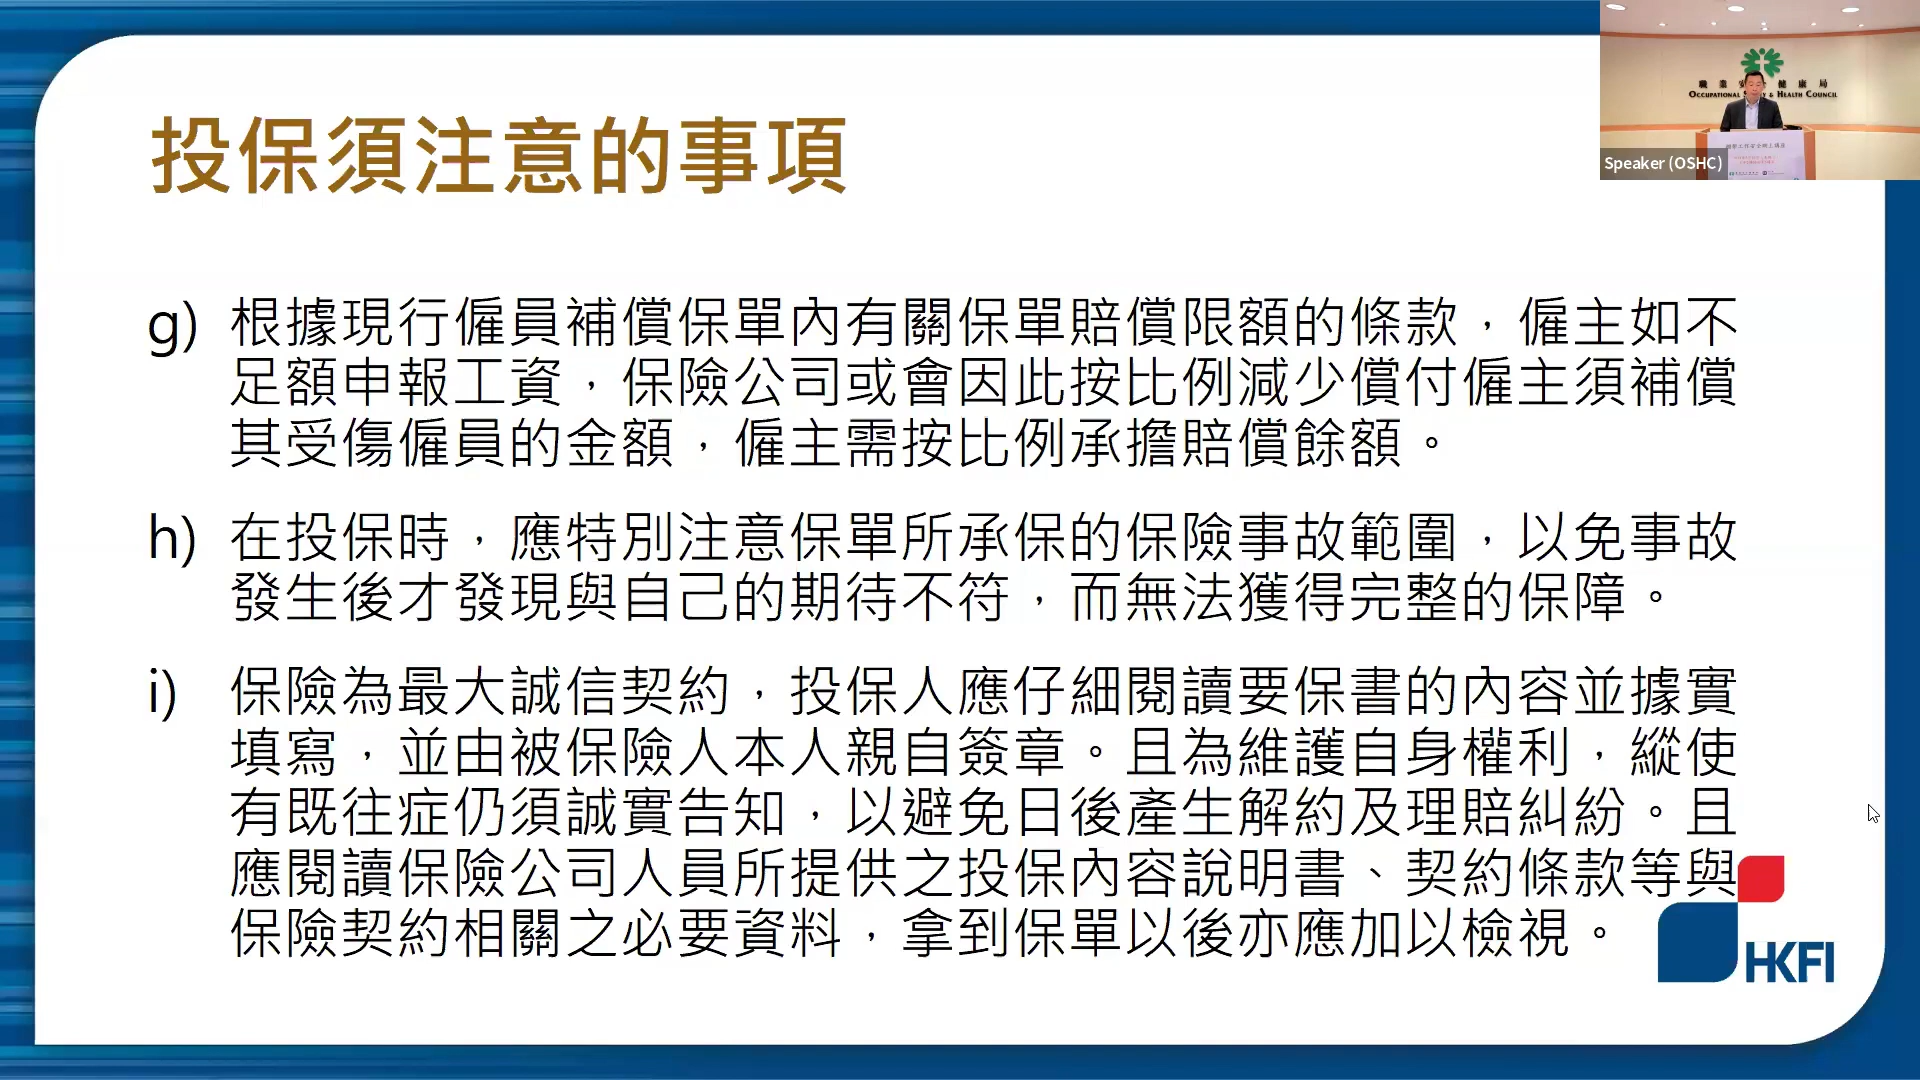 投保須注意的事項
g) 根據現行僱員補償保單內有關保單賠償限額的條款，僱主如不
足額申報工資，保險公司或會因此按比例減少償付僱主須補償
其受傷僱員的金額，僱主需按比例承擔賠償餘額。
h) 在投保時，應特別注意保單所承保的保險事故範圍，以免事故
發生後才發現與自己的期待不符，而無法獲得完整的保障。
i) 保險為最大誠信契約，投保人應仔細閱讀要保書的內容並據實
填寫，並由被保險人本人親自簽章。且為維護自身權利，縱使
有既往症仍須誠實告知，以避免日後產生解約及理賠糾紛。且
應閱讀保險公司人員所提供之投保內容說明書、契約條款等與
保險契約相關之必要資料，拿到保單以後亦應加以檢視。
HKFI
職業安 健康局
OCCUPATIONAL & HEALTH COUNCIL
Speaker (OSHC)